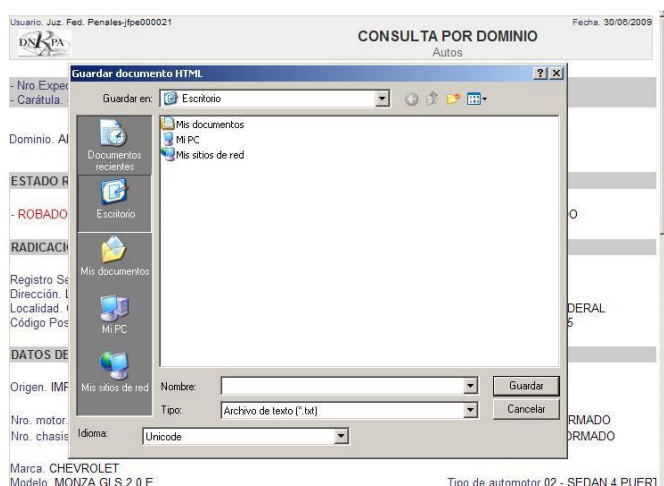 Usuario. Juz. Fed. Penales-jfpe000021
Fecha. 30/06/2009
DNRPA
CONSULTA POR DOMINIO
Autos
Guardar documento HTML
- Nro.Exped
- Carátula.
Guardar en: Escritorio
Mis documentos
Mi PC
Mis sitios de red
Documentos recientes
Escritorio
Mis documentos
Mi PC
Mis sitios de red
Dominio. Al
ESTADO R
- ROBADO
DO
RADICACI
Registro Se
Dirección. L
Localidad. (
DERAL
Código Pos
5
DATOS DE
Origen. IMF
Nombre:
Guardar
Tipo: Archivo de texto (*.txt)
Cancelar
Nro. motor.
RMADO
Nro. chasis
ORMADO
Idioma: Unicode
Marca. CHEVROLET
Modelo. MONZA GLS 2.0 E
Tipo de automotor 02 - SEDAN 4 PUERT